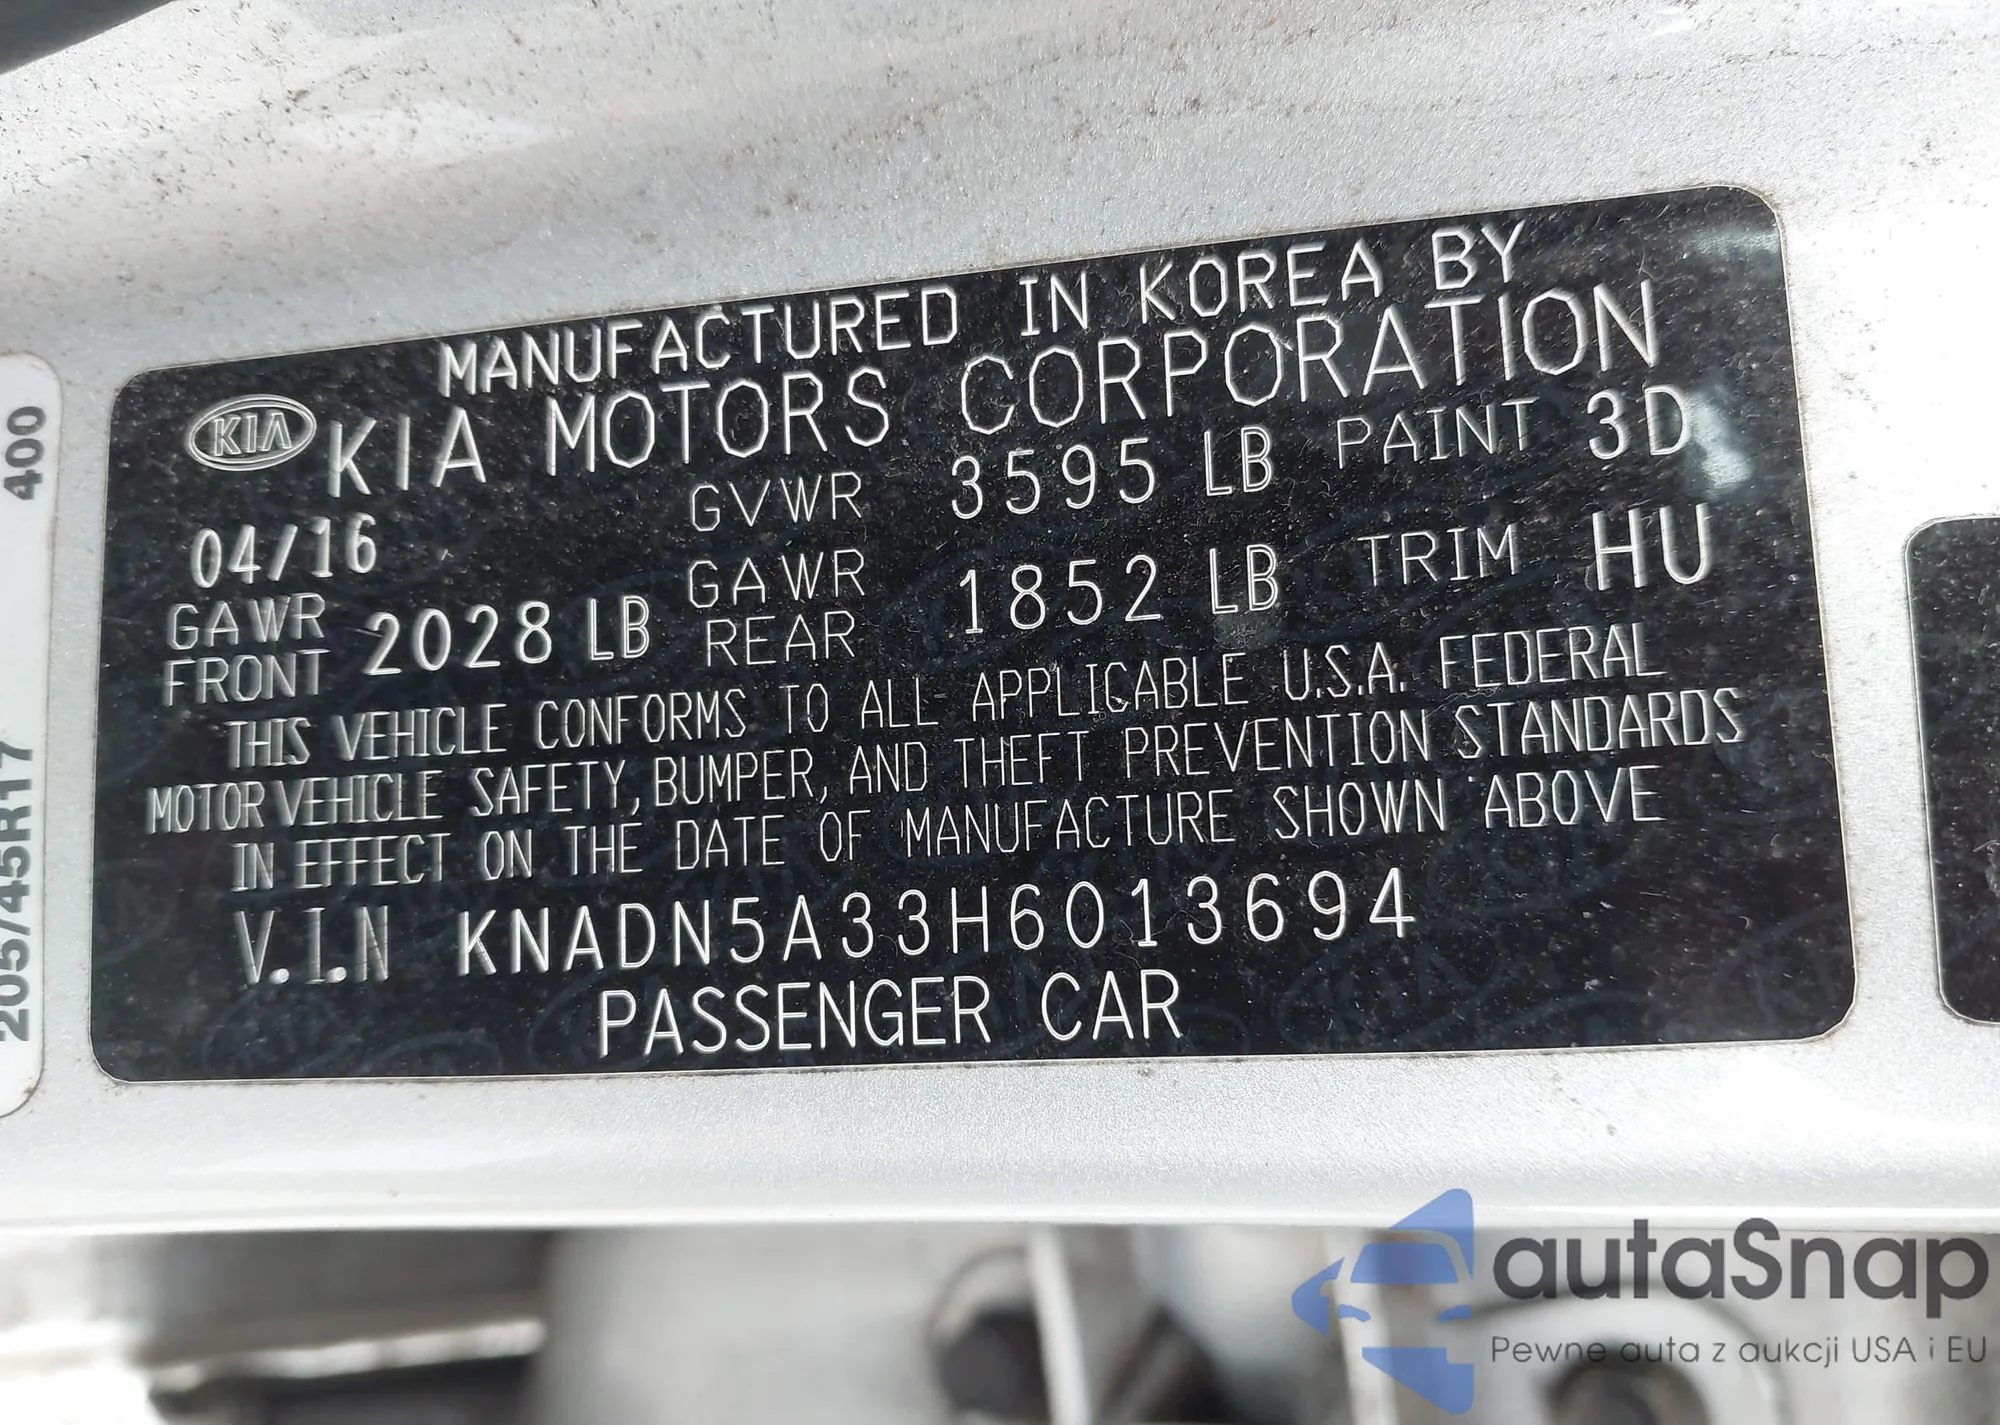 MANUFACTURED IN KOREA BY
KIA KIA MOTORS CORPORATION
04/16 GVWR 3595 LB PAINT 3D
GAWR FRONT 2028 LB GAWR REAR 1852 LB TRIM HU
THIS VEHICLE CONFORMS TO ALL APPLICABLE U.S.A. FEDERAL
MOTOR VEHICLE SAFETY, BUMPER, AND THEFT PREVENTION STANDARDS
IN EFFECT ON THE DATE OF MANUFACTURE SHOWN ABOVE
V.I.N KNADN5A33H6013694
PASSENGER CAR
205/45R17 400
autaSnap
Pewne auta z aukcji USA i EU